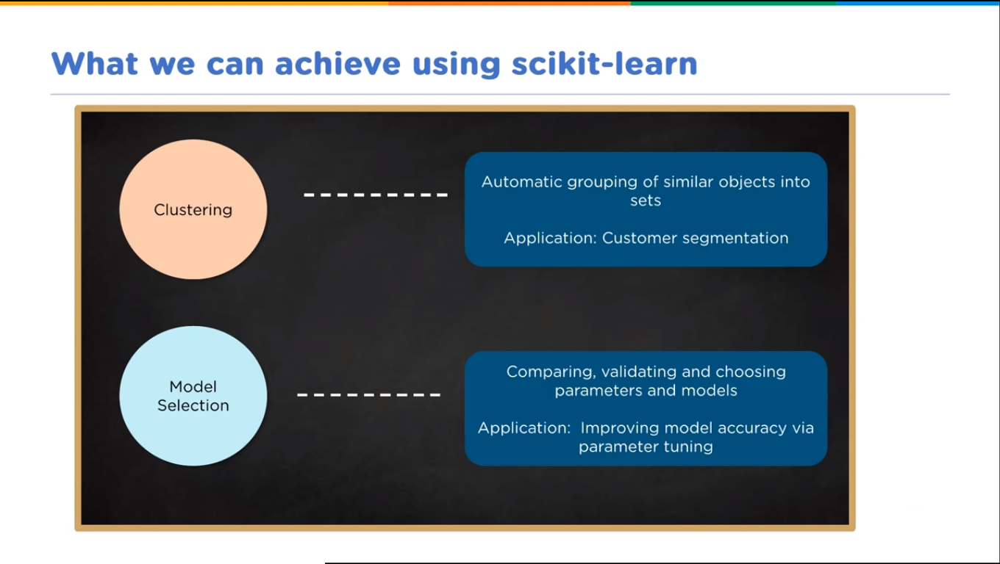 What we can achieve using scikit-learn
Clustering
Automatic grouping of similar objects into
sets
Application: Customer segmentation
Model
Selection
Comparing, validating and choosing
parameters and models
Application:  Improving model accuracy via
parameter tuning